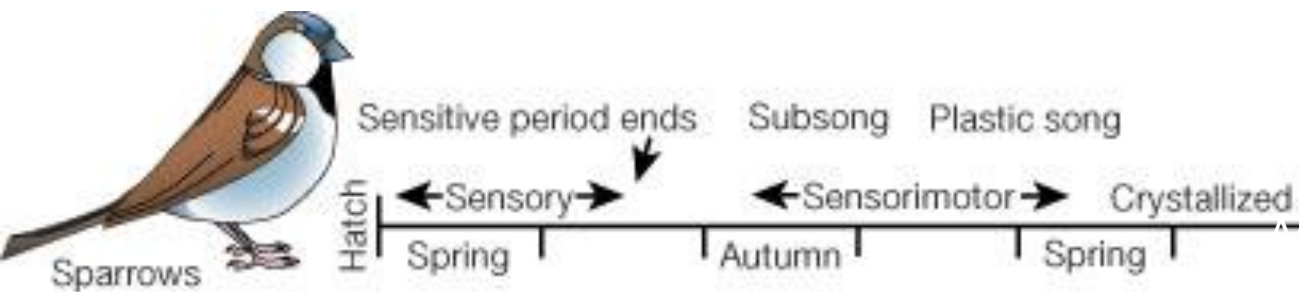 Sensitive period ends Subsong Plastic song
Hatch Sensory Sensorimotor Crystallized
Spring Autumn Spring
Sparrows